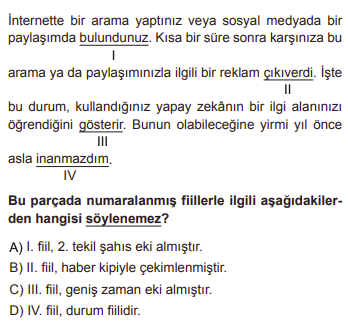 İnternette bir arama yaptınız veya sosyal medyada bir
paylaşımda bulundunuz. Kısa bir süre sonra karşınıza bu
I
arama ya da paylaşımınızla ilgili bir reklam çıkıverdi. İşte
II
bu durum, kullandığınız yapay zekânın bir ilgi alanınızı
öğrendiğini gösterir. Bunun olabileceğine yirmi yıl önce
III
asla inanmazdım.
IV
Bu parçada numaralanmış fiillerle ilgili aşağıdakiler-
den hangisi söylenemez?
A) I. fiil, 2. tekil şahıs eki almıştır.
B) II. fiil, haber kipiyle çekimlenmiştir.
C) III. fiil, geniş zaman eki almıştır.
D) IV. fiil, durum fiilidir.